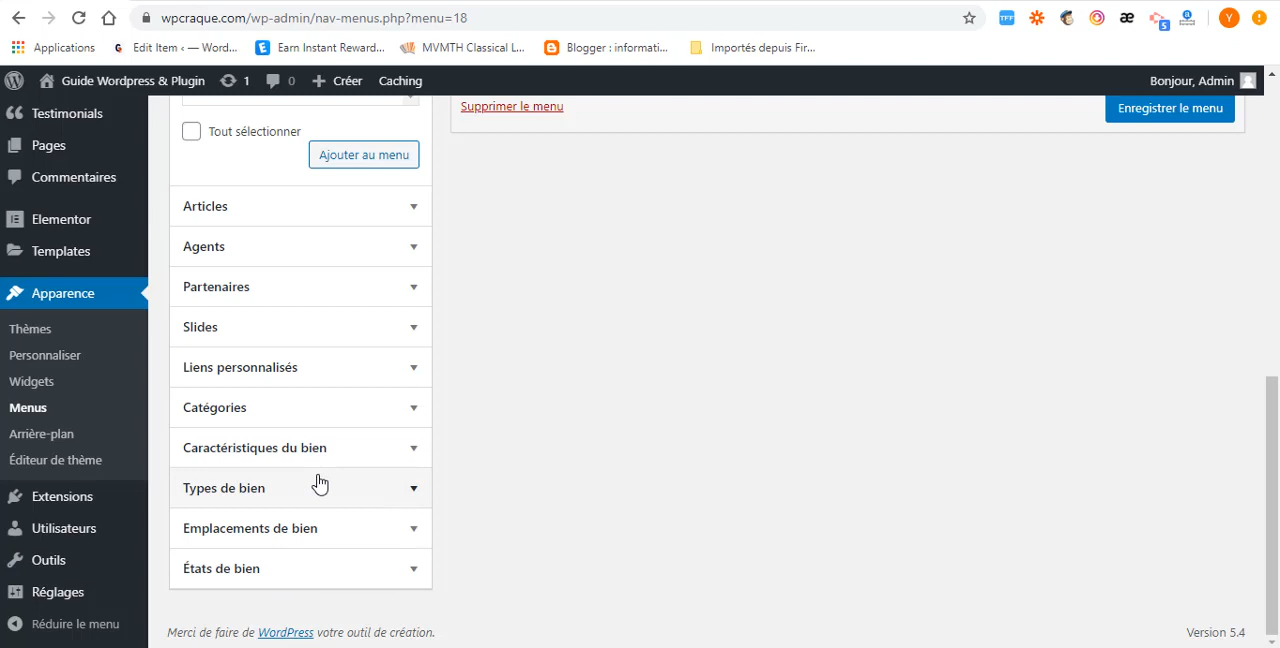 wpcraque.com/wp-admin/nav-menus.php?menu=18
Applications
Edit Item ‹ — Word...
Earn Instant Reward...
MVMTH Classical L...
Blogger : informati...
Importés depuis Fir...
Guide Wordpress & Plugin
1
0
Créer
Caching
Bonjour, Admin
Testimonials
Pages
Commentaires
Elementor
Templates
Apparence
Thèmes
Personnaliser
Widgets
Menus
Arrière-plan
Éditeur de thème
Extensions
Utilisateurs
Outils
Réglages
Réduire le menu
Tout sélectionner
Ajouter au menu
Articles
Agents
Partenaires
Slides
Liens personnalisés
Catégories
Caractéristiques du bien
Types de bien
Emplacements de bien
États de bien
Supprimer le menu
Enregistrer le menu
Merci de faire de WordPress votre outil de création.
Version 5.4